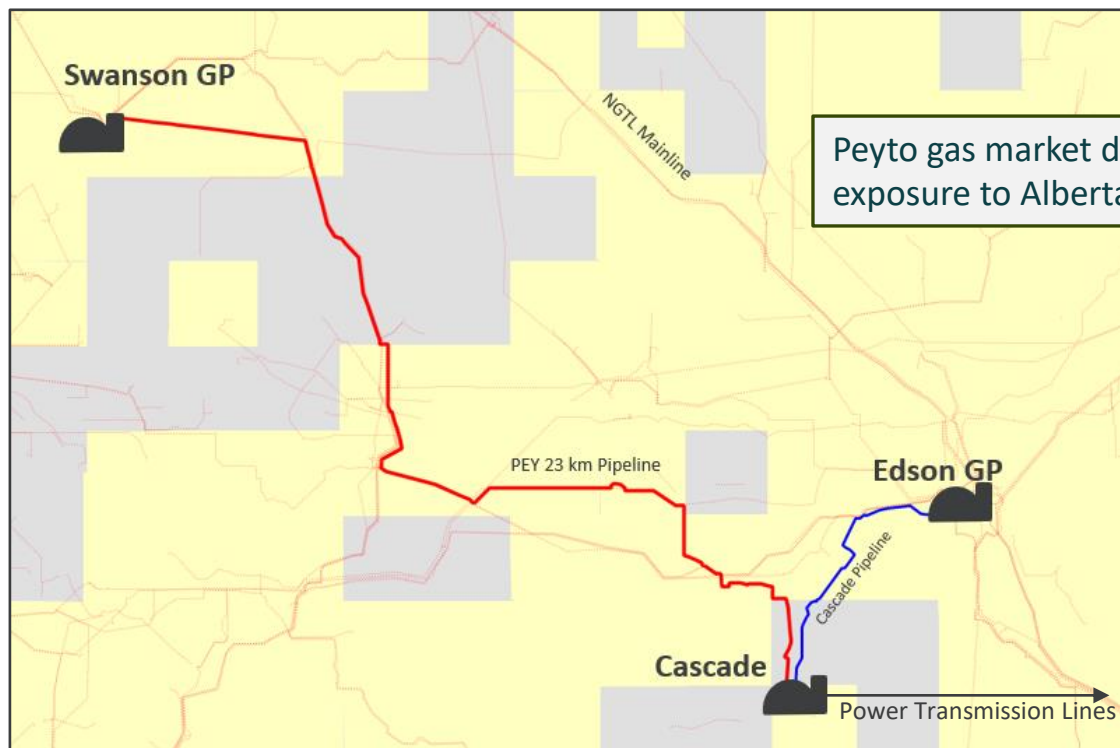 Swanson GP
NGTL Mainline
Peyto gas market d
exposure to Alberta
PEY 23 km Pipeline
Edson GP
Cascade Pipeline
Cascade
Power Transmission Lines